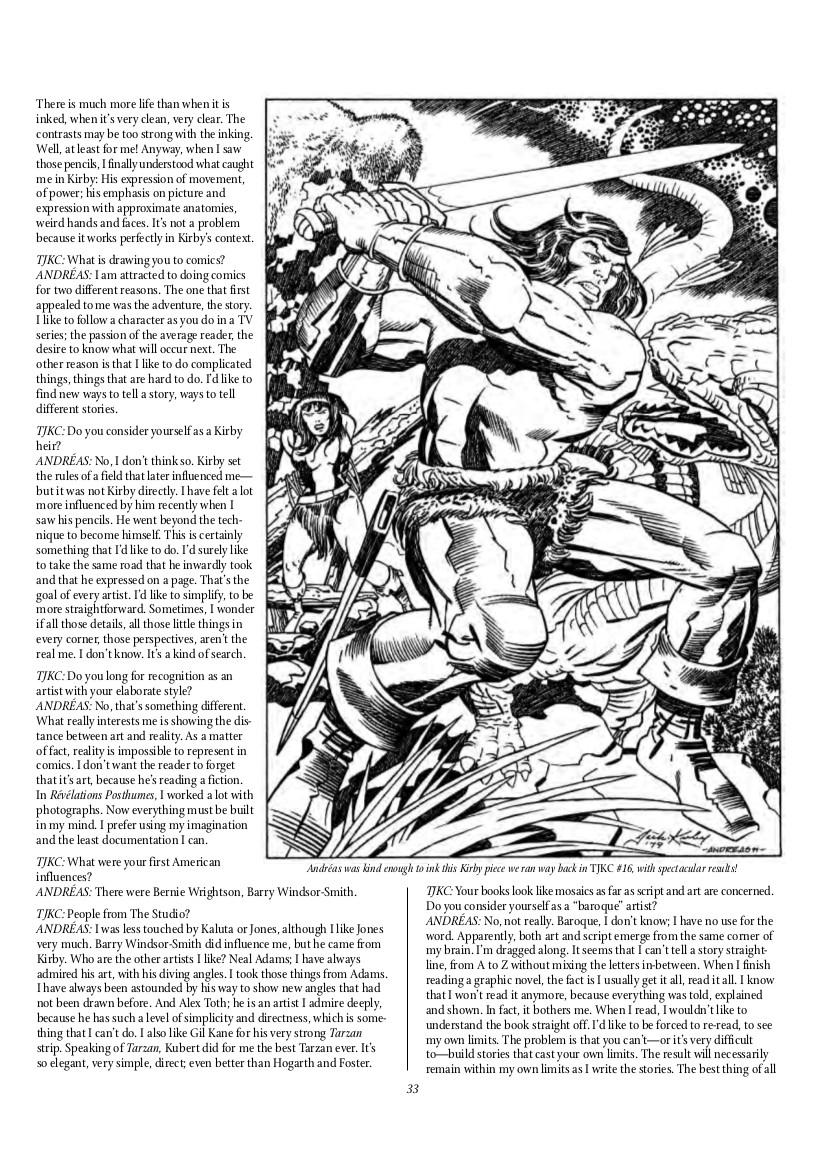 There is much more life than when it is
inked, when it's very clean, very clear. The
contrasts may be too strong with the inking.
Well, at least for me! Anyway, when I saw
those pencils, I finally understood what caught
me in Kirby: His expression of movement,
of power; his emphasis on picture and
expression with approximate anatomies,
weird hands and faces. It's not a problem
because it works perfectly in Kirby's context.
TJKC: What is drawing you to comics?
ANDRÉAS: I am attracted to doing comics
for two different reasons. The one that first
appealed to me was the adventure, the story.
I like to follow a character as you do in a TV
series; the passion of the average reader, the
desire to know what will occur next. The
other reason is that I like to do complicated
things, things that are hard to do. I'd like to
find new ways to tell a story, ways to tell
different stories.
TJKC: Do you consider yourself as a Kirby
heir?
ANDRÉAS: No, I don't think so. Kirby set
the rules of a field that later influenced me—
but it was not Kirby directly. I have felt a lot
more influenced by him recently when I
saw his pencils. He went beyond the tech-
nique to become himself. This is certainly
something that I'd like to do. I'd surely like
to take the same road that he inwardly took
and that he expressed on a page. That's the
goal of every artist. I'd like to simplify, to be
more straightforward. Sometimes, I wonder
if all those details, all those little things in
every corner, those perspectives, aren't the
real me. I don't know. It's a kind of search.
TJKC: Do you long for recognition as an
artist with your elaborate style?
ANDRÉAS: No, that's something different.
What really interests me is showing the dis-
tance between art and reality. As a matter
of fact, reality is impossible to represent in
comics. I don't want the reader to forget
that it's art, because he's reading a fiction.
In Révélations Posthumes, I worked a lot with
photographs. Now everything must be built
in my mind. I prefer using my imagination
and the least documentation I can.
TJKC: What were your first American
influences?
ANDRÉAS: There were Bernie Wrightson, Barry Windsor-Smith.
TJKC: People from The Studio?
ANDRÉAS: I was less touched by Kaluta or Jones, although I like Jones
very much. Barry Windsor-Smith did influence me, but he came from
Kirby. Who are the other artists I like? Neal Adams; I have always
admired his art, with his diving angles. I took those things from Adams.
I have always been astounded by his way to show new angles that had
not been drawn before. And Alex Toth; he is an artist I admire deeply,
because he has such a level of simplicity and directness, which is some-
thing that I can't do. I also like Gil Kane for his very strong Tarzan
strip. Speaking of Tarzan, Kubert did for me the best Tarzan ever. It's
so elegant, very simple, direct; even better than Hogarth and Foster.
Jack Kirby
'79
-ANDREAS H-
Andréas was kind enough to ink this Kirby piece we ran way back in TJKC #16, with spectacular results!
TJKC: Your books look like mosaics as far as script and art are concerned.
Do you consider yourself as a “baroque” artist?
ANDRÉAS: No, not really. Baroque, I don't know; I have no use for the
word. Apparently, both art and script emerge from the same corner of
my brain. I'm dragged along. It seems that I can't tell a story straight-
line, from A to Z without mixing the letters in-between. When I finish
reading a graphic novel, the fact is I usually get it all, read it all. I know
that I won't read it anymore, because everything was told, explained
and shown. In fact, it bothers me. When I read, I wouldn't like to
understand the book straight off. I'd like to be forced to re-read, to see
my own limits. The problem is that you can't—or it's very difficult
to—build stories that cast your own limits. The result will necessarily
remain within my own limits as I write the stories. The best thing of all
33